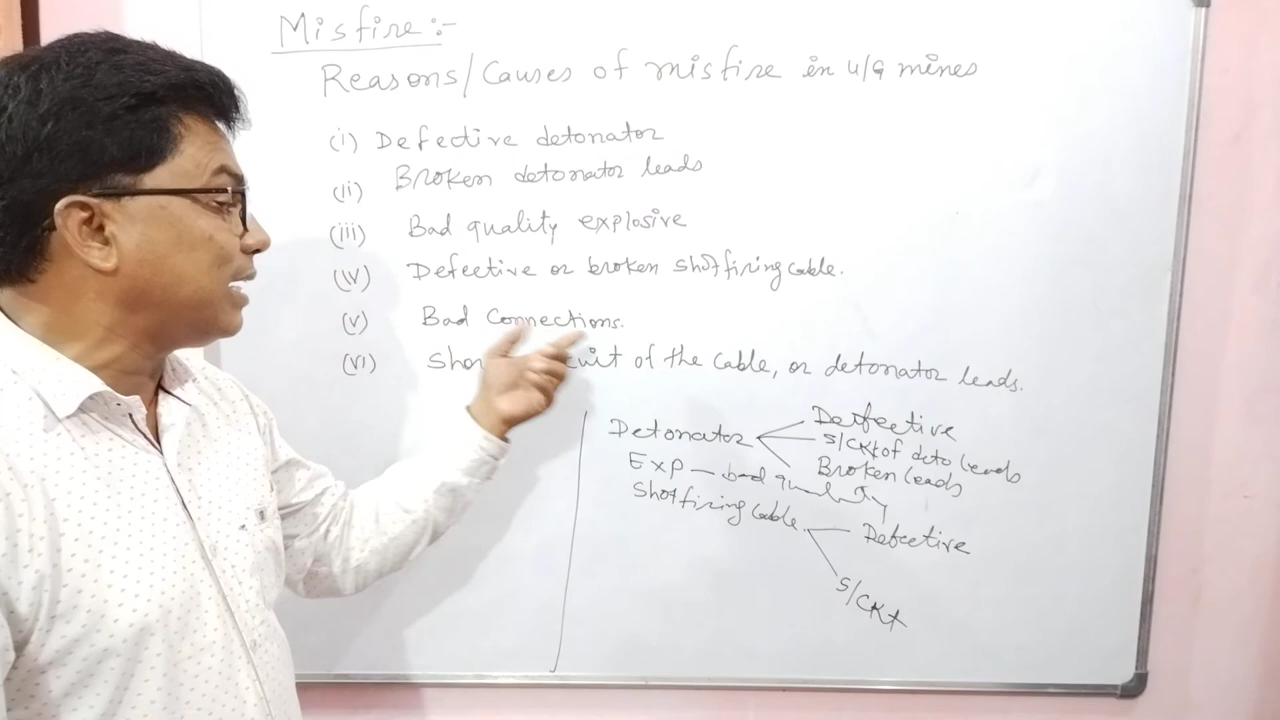 Misfire:-
Reasons/Causes of misfire in u/G mines
(i) Defective detonator
(ii) Broken detonator leads
(iii) Bad quality explosive
(iv) Defective or broken shotfiring cable.
(v) Bad Connections.
(vi) of the cable, or detonator leads.
Detonator Defective
S/Ckt of deto leads
Broken leads
Exp - bad quality
Shotfiring cable. Defective
S/CKt